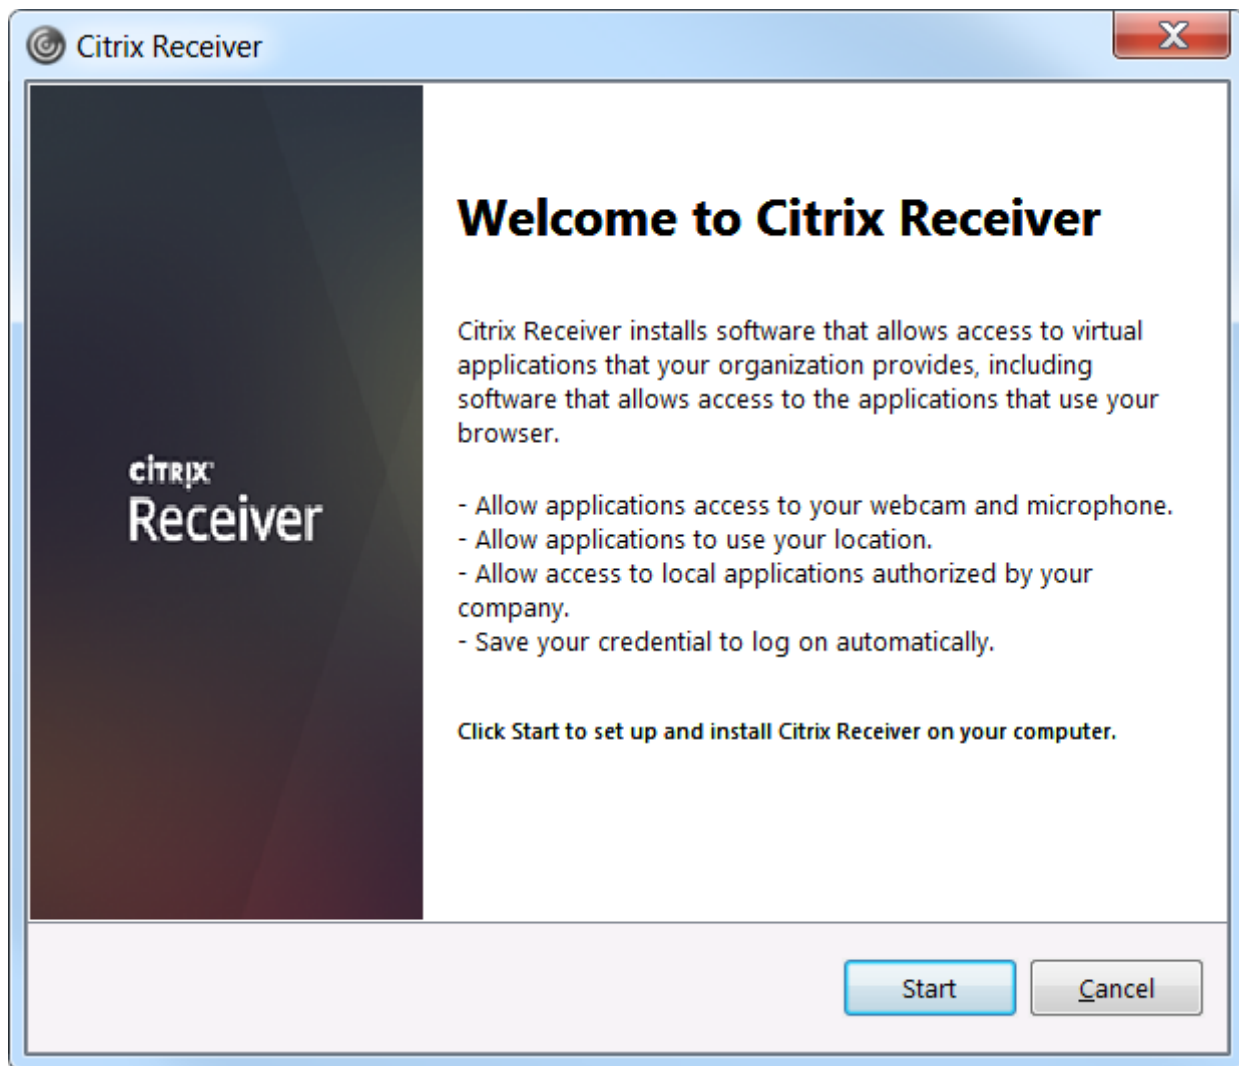 Citrix Receiver
Welcome to Citrix Receiver
Citrix Receiver installs software that allows access to virtual
applications that your organization provides, including
software that allows access to the applications that use your
browser.
- Allow applications access to your webcam and microphone.
- Allow applications to use your location.
- Allow access to local applications authorized by your
company.
- Save your credential to log on automatically.
Click Start to set up and install Citrix Receiver on your computer.
CITRIX
Receiver
Start
Cancel